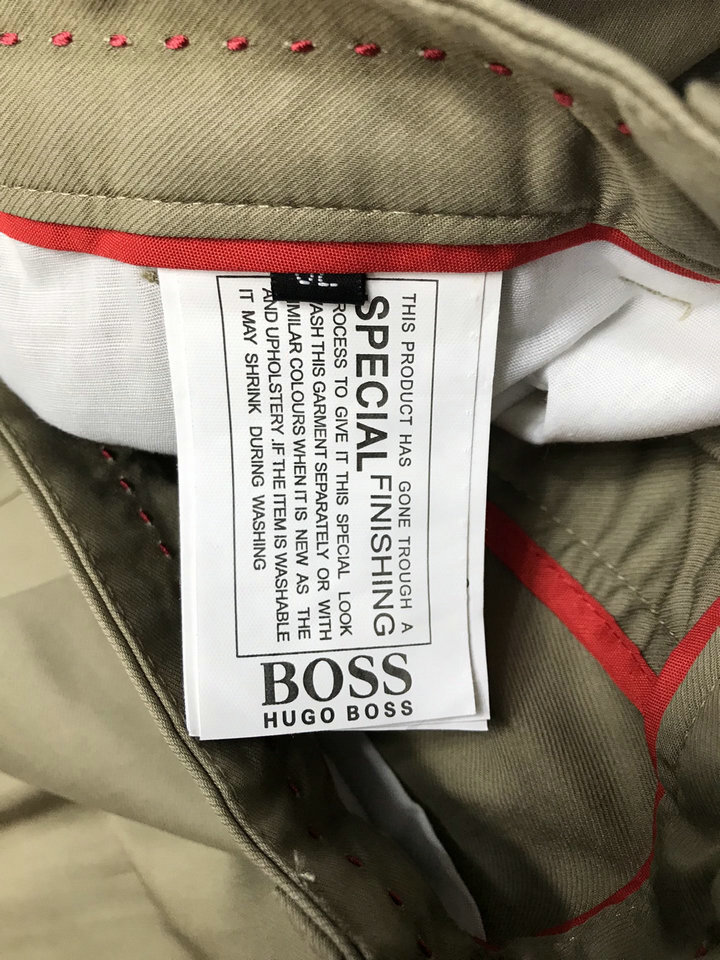 THIS PRODUCT HAS GONE TROUGH A
SPECIAL FINISHING
ROCESS TO GIVE IT THIS SPECIAL LOOK
WASH THIS GARMENT SEPARATELY OR WITH
SIMILAR COLOURS WHEN IT IS NEW AS THE
AND UPHOLSTERY .IF THE ITEM IS WASHABLE
IT MAY SHRINK DURING WASHING
BOSS
HUGO BOSS